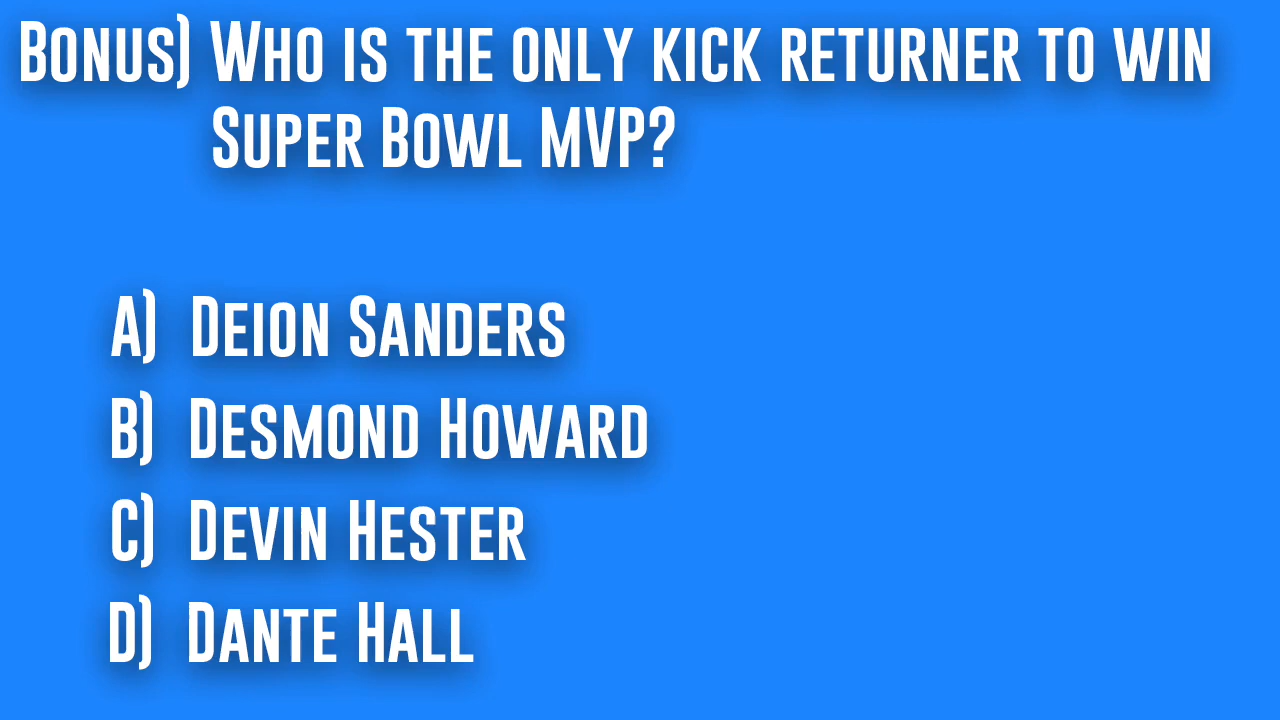 Bonus) Who is the only kick returner to win
Super Bowl MVP?
A) Deion Sanders
B) Desmond Howard
C) Devin Hester
D) Dante Hall